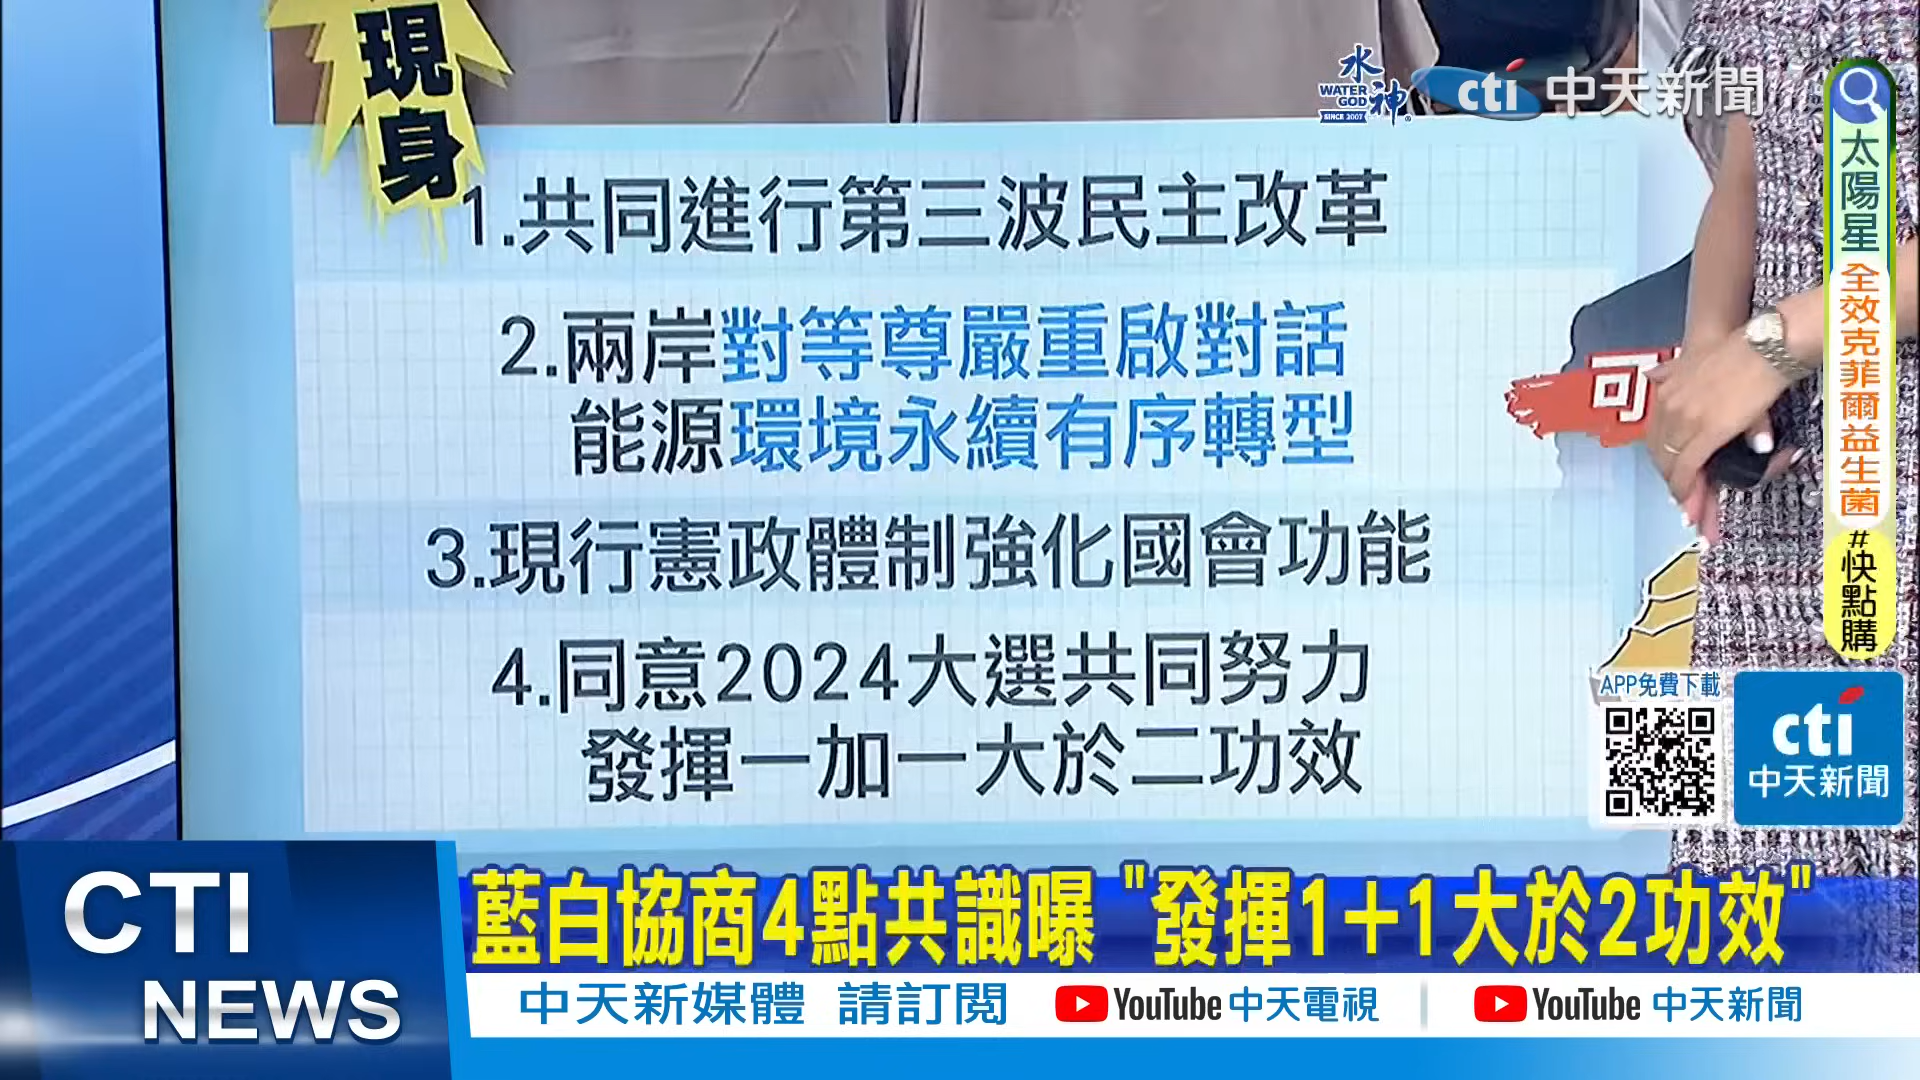 現身
水神
WATER GOD
SINCE 2007
cti 中天新聞
1.共同進行第三波民主改革
2.兩岸對等尊嚴重啟對話
能源環境永續有序轉型
3.現行憲政體制強化國會功能
4.同意2024大選共同努力
發揮一加一大於二功效
可
太陽星
全效克菲爾益生菌
#快點購
APP免費下載
cti
中天新聞
CTI
NEWS
藍白協商4點共識曝 "發揮1+1大於2功效"
中天新媒體 請訂閱 YouTube 中天電視 YouTube 中天新聞